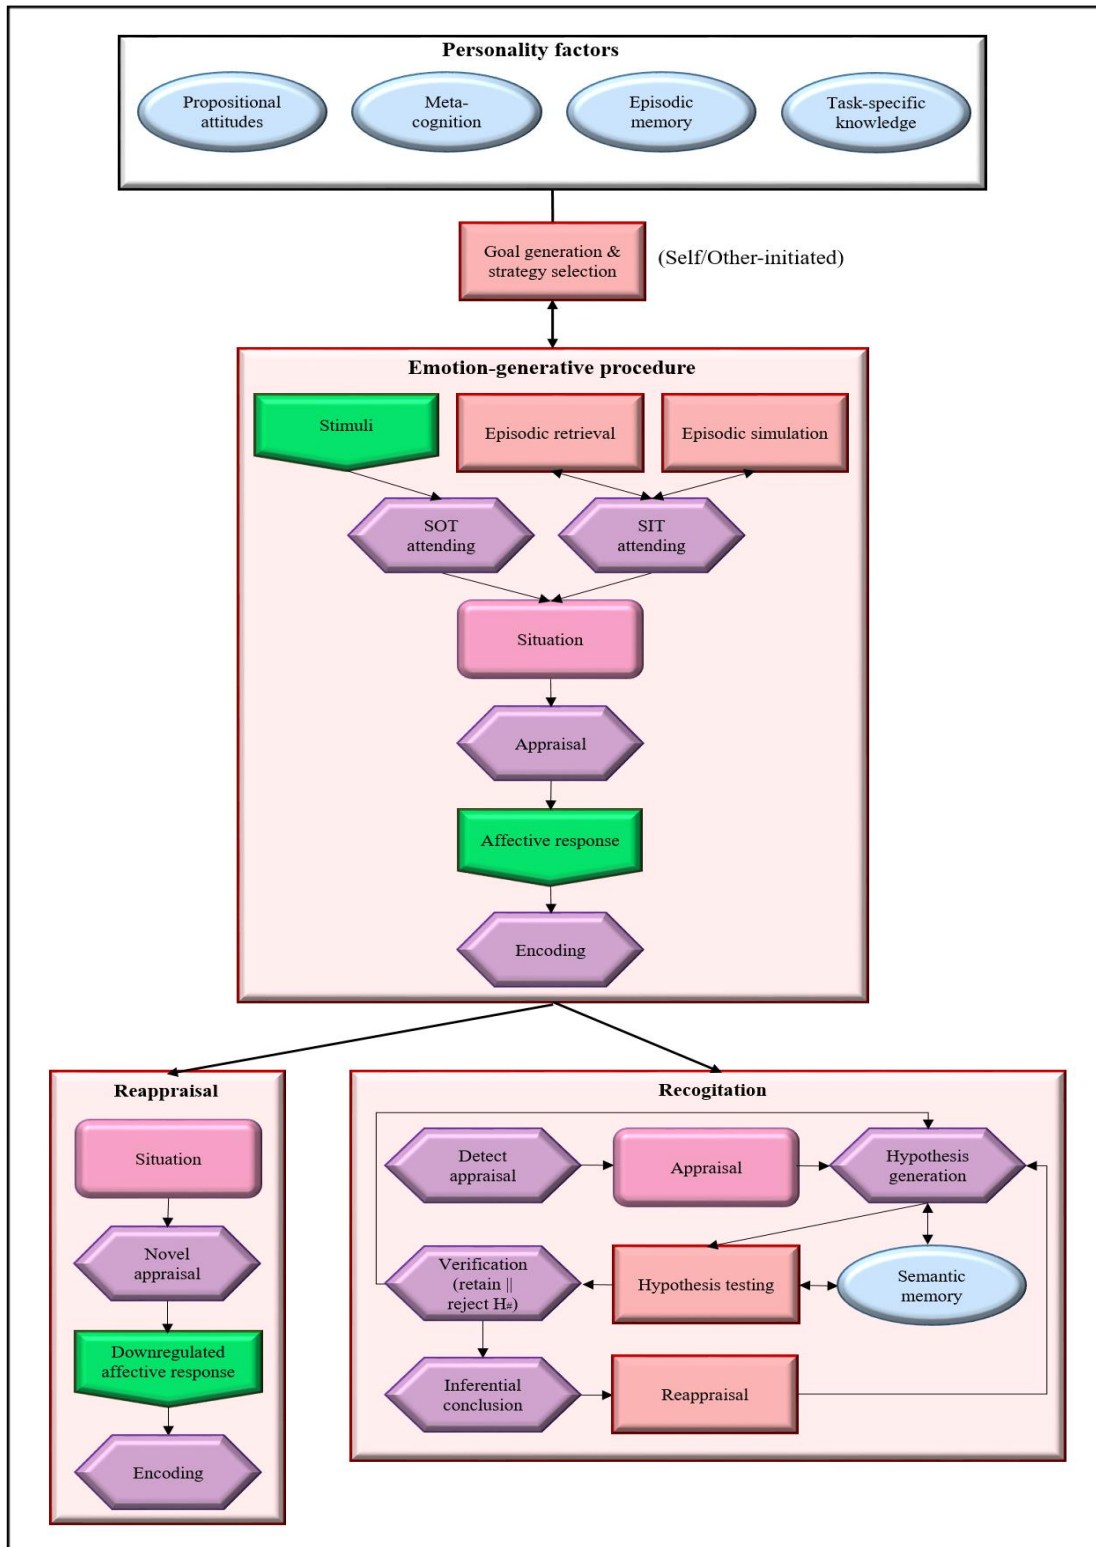 Personality factors
Propositional
attitudes
Meta-
cognition
Episodic
memory
Task-specific
knowledge
Goal generation &
strategy selection
(Self/Other-initiated)
Emotion-generative procedure
Stimuli
Episodic retrieval
Episodic simulation
SOT
attending
SIT
attending
Situation
Appraisal
Affective response
Encoding
Reappraisal
Situation
Novel
appraisal
Downregulated
affective response
Encoding
Recogitation
Detect
appraisal
Appraisal
Hypothesis
generation
Verification
(retain ||
reject H#)
Hypothesis testing
Semantic
memory
Inferential
conclusion
Reappraisal